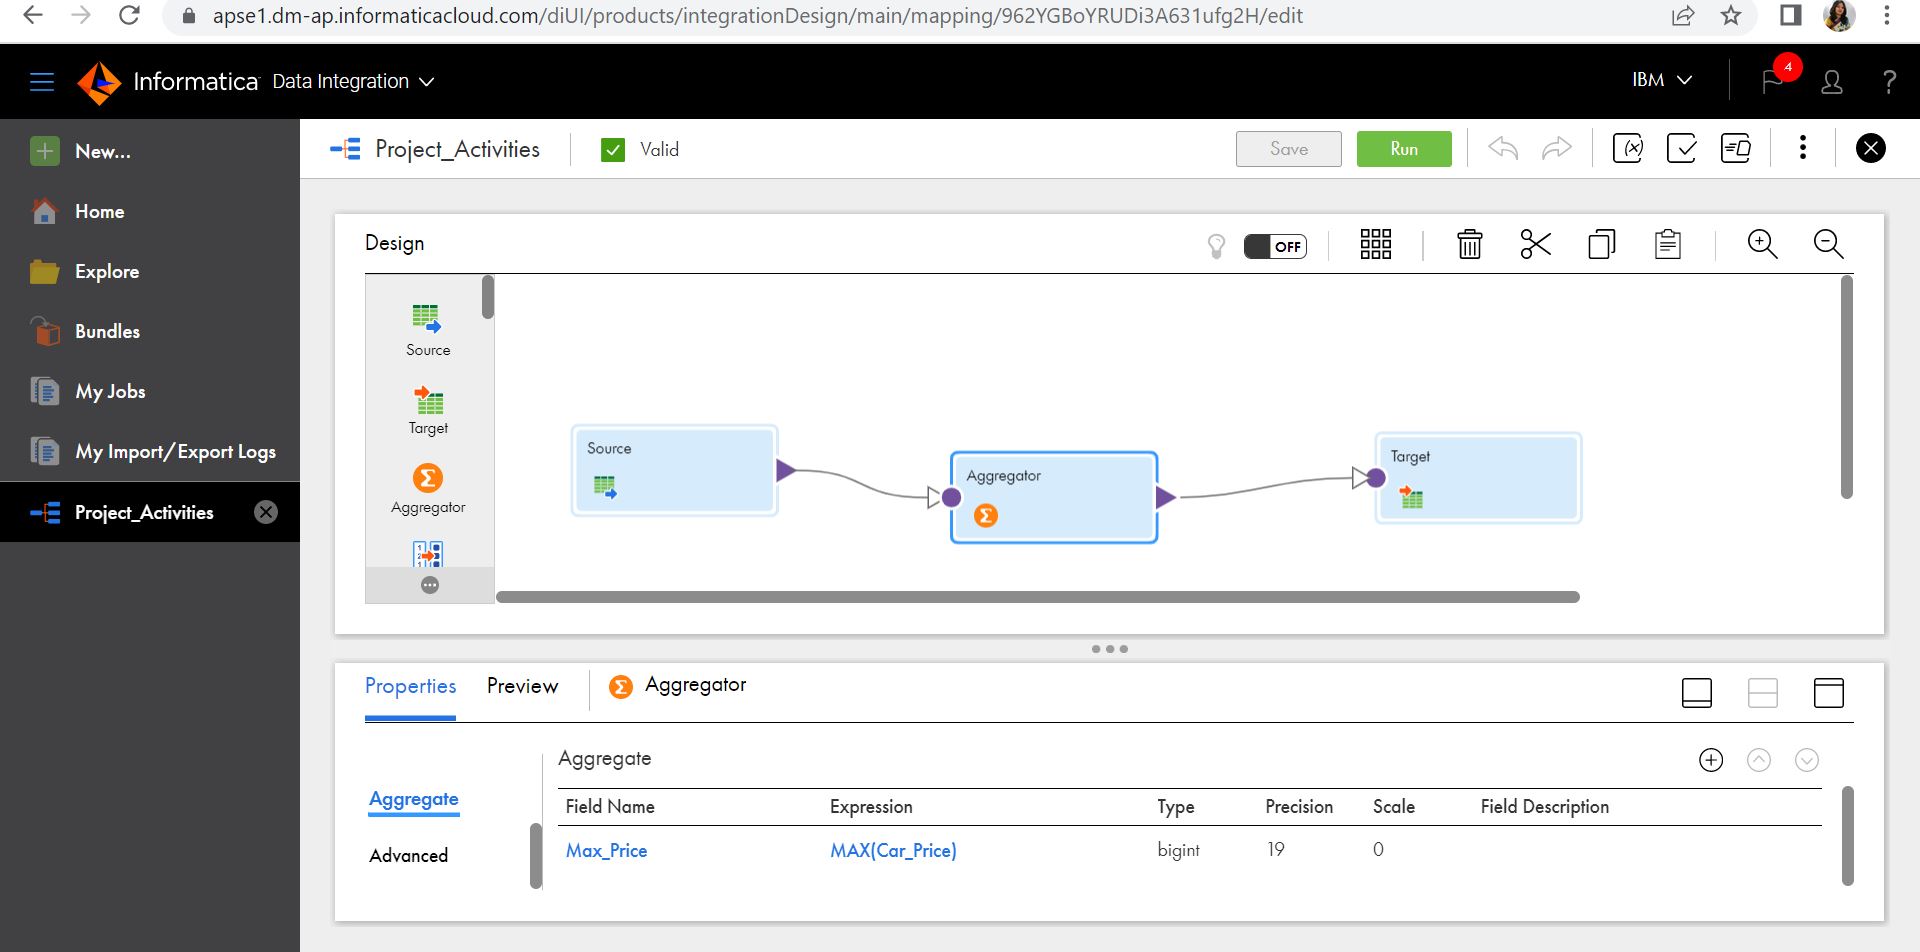 apse1.dm-ap.informaticacloud.com/diUI/products/integrationDesign/main/mapping/962YGBoYRUDi3A631ufg2H/edit
Informatica Data Integration
IBM
4
?
New...
Home
Explore
Bundles
My Jobs
My Import/Export Logs
Project_Activities
Project_Activities
Valid
Save
Run
Design
OFF
Source
Target
Aggregator
Source
Aggregator
Target
Properties
Preview
Aggregator
Aggregate
Advanced
Aggregate
Field Name Expression Type Precision Scale Field Description
Max_Price MAX(Car_Price) bigint 19 0